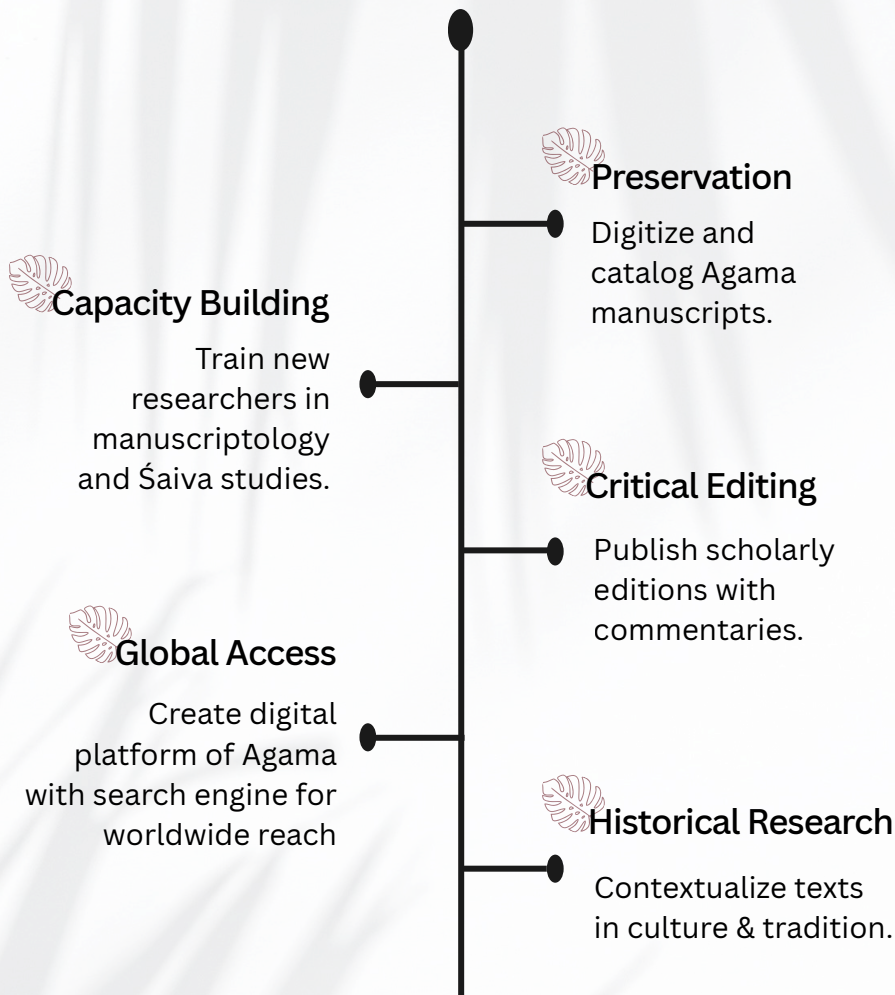 Preservation
Digitize and
catalog Agama
manuscripts.
Capacity Building
Train new
researchers in
manuscriptology
and Śaiva studies.
Critical Editing
Publish scholarly
editions with
commentaries.
Global Access
Create digital
platform of Agama
with search engine for
worldwide reach
Historical Research
Contextualize texts
in culture & tradition.